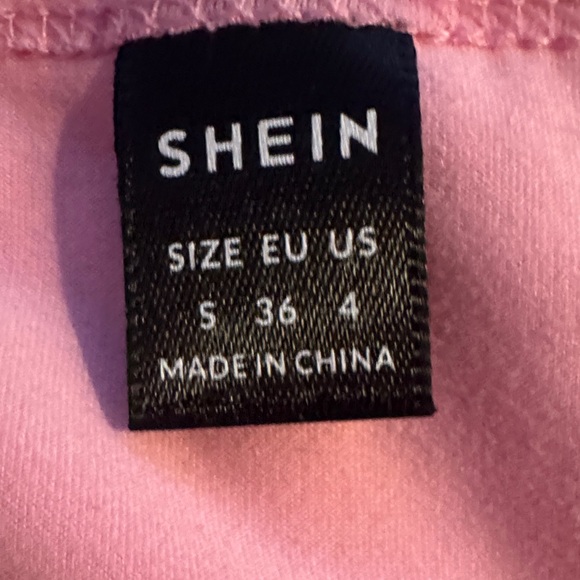 SHEIN
SIZE EU US
S 36 4
MADE IN CHINA